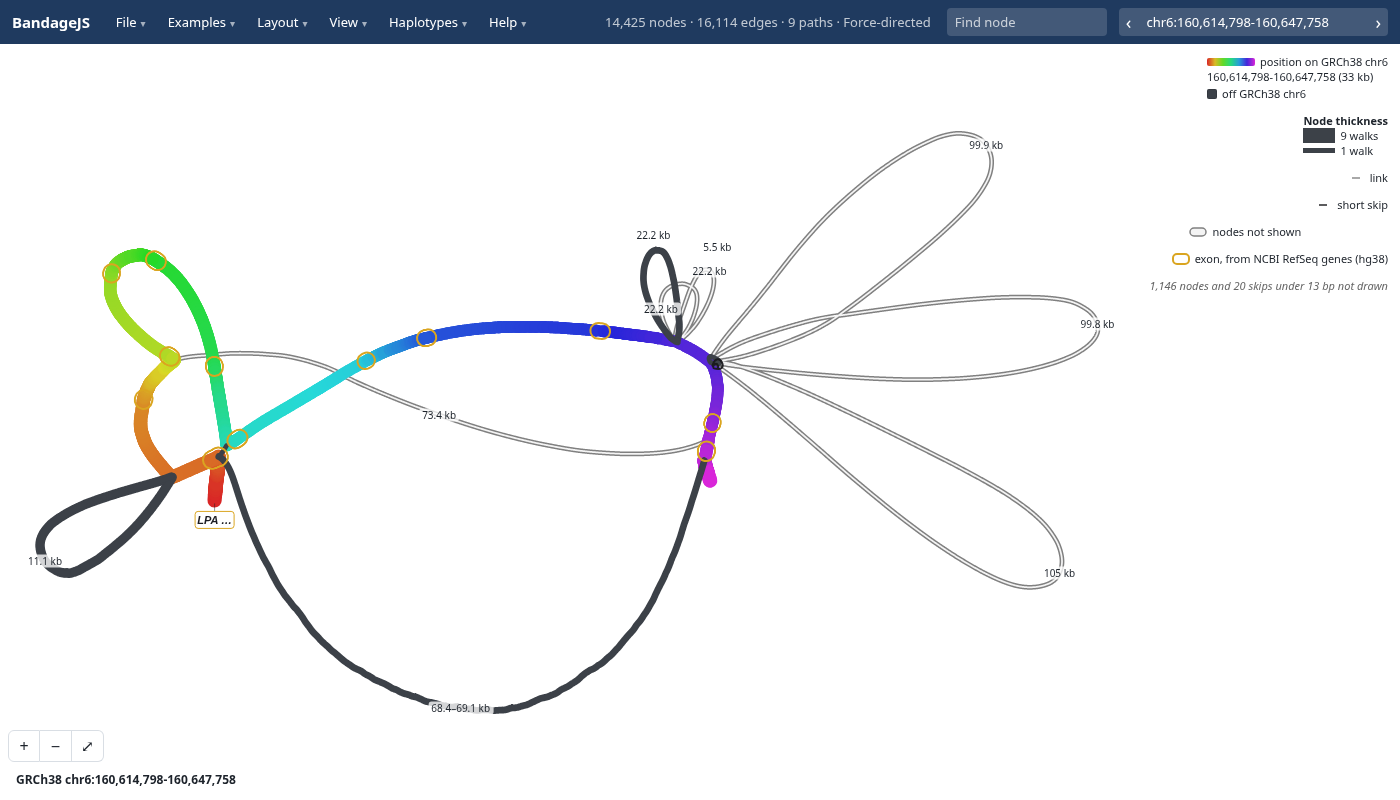 BandageJS
File ▾
Examples ▾
Layout ▾
View ▾
Haplotypes ▾
Help ▾
14,425 nodes · 16,114 edges · 9 paths · Force-directed
Find node
‹ chr6:160,614,798-160,647,758 ›
position on GRCh38 chr6
160,614,798-160,647,758 (33 kb)
off GRCh38 chr6
Node thickness
9 walks
1 walk
link
short skip
nodes not shown
exon, from NCBI RefSeq genes (hg38)
1,146 nodes and 20 skips under 13 bp not drawn
99.9 kb
22.2 kb
5.5 kb
22.2 kb
22.2 kb
99.8 kb
73.4 kb
LPA ...
11.1 kb
105 kb
68.4–69.1 kb
+ − ⤢
GRCh38 chr6:160,614,798-160,647,758